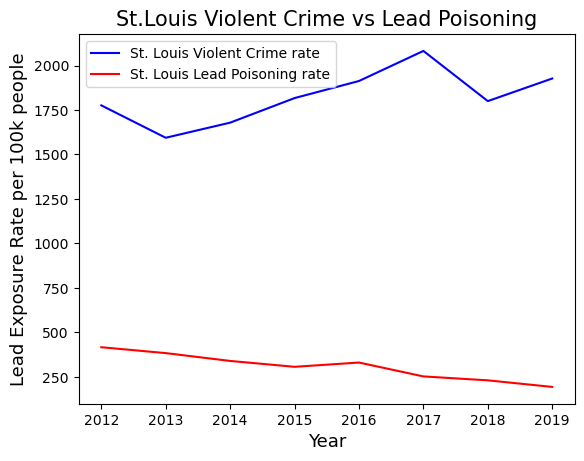 St.Louis Violent Crime vs Lead Poisoning
St. Louis Violent Crime rate
St. Louis Lead Poisoning rate
Lead Exposure Rate per 100k people
2000
1750
1500
1250
1000
750
500
250
2012 2013 2014 2015 2016 2017 2018 2019
Year